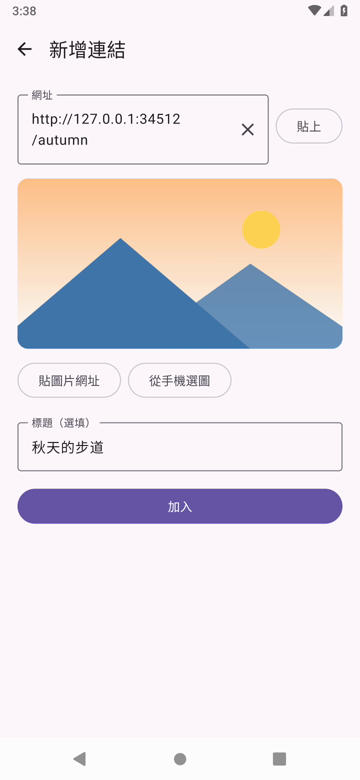 3:38
新增連結
網址
http://127.0.0.1:34512
/autumn
貼上
貼圖片網址
從手機選圖
標題（選填）
秋天的步道
加入